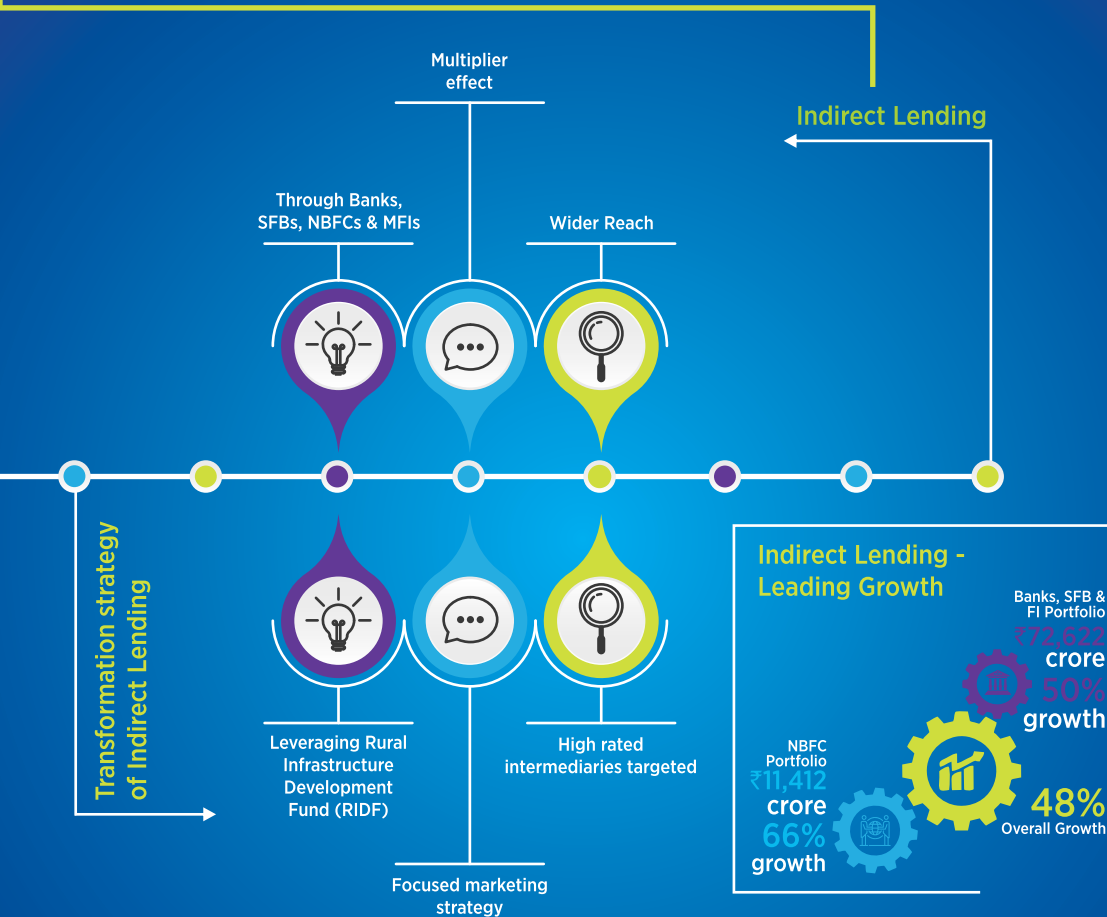 Multiplier
effect
Indirect Lending
Through Banks,
SFBs, NBFCs & MFIs
Wider Reach
Transformation strategy
of Indirect Lending
Leveraging Rural
Infrastructure
Development
Fund (RIDF)
Focused marketing
strategy
High rated
intermediaries targeted
Indirect Lending -
Leading Growth
Banks, SFB &
FI Portfolio
₹72,622
crore
50%
growth
NBFC
Portfolio
₹11,412
crore
66%
growth
48%
Overall Growth